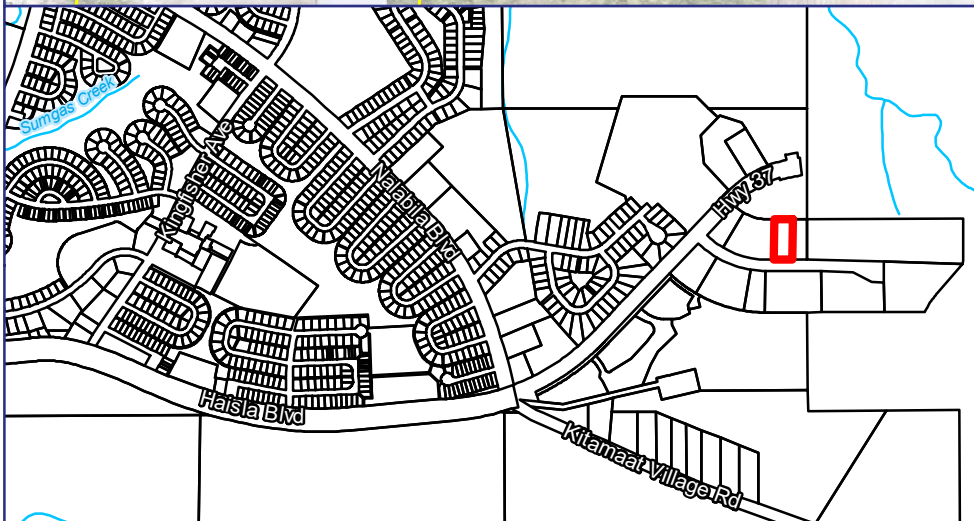 Sumgas Creek
Kingfisher Ave
Nalabila Blvd
Hwy 37
Haisla Blvd
Kitamaat Village Rd